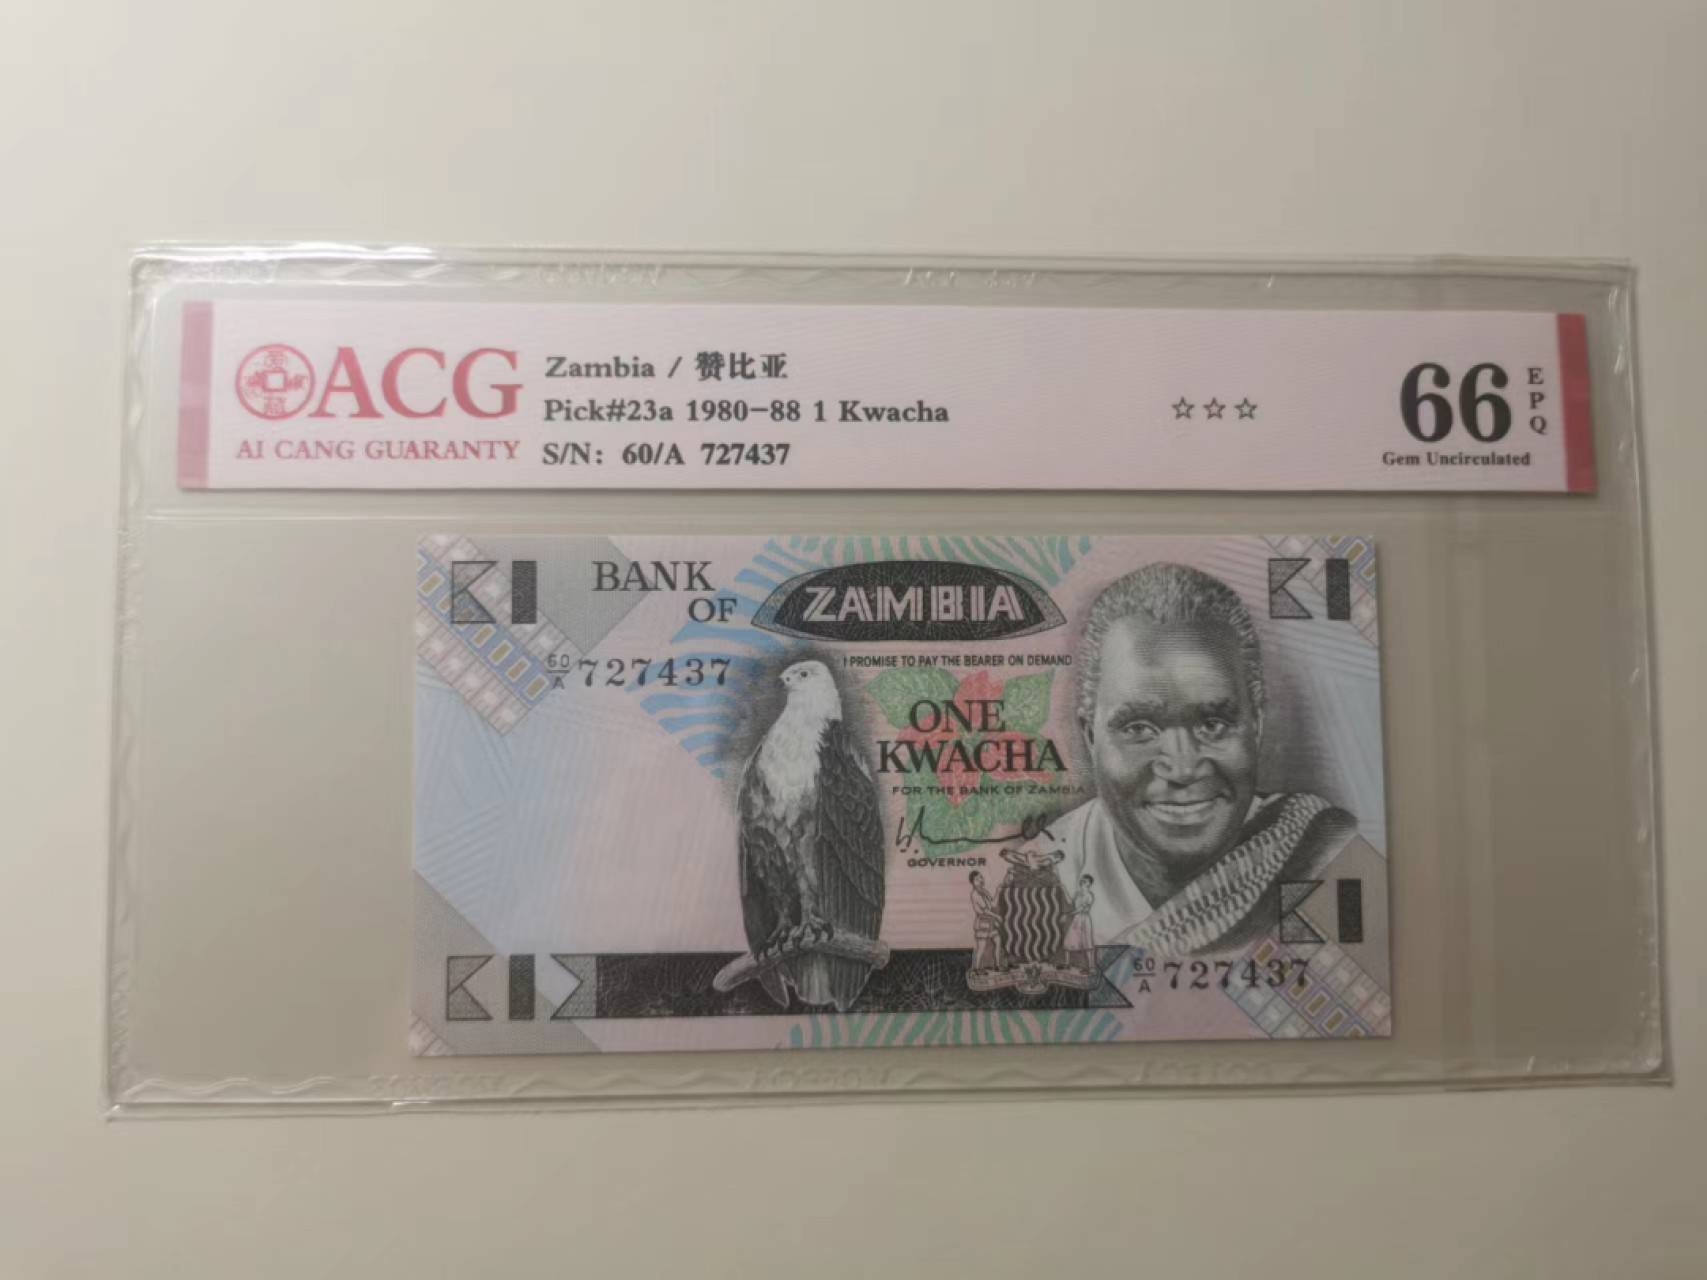 ACG
AI CANG GUARANTY
Zambia / 赞比亚
Pick#23a 1980-88 1 Kwacha
S/N: 60/A 727437
☆☆☆
66
EPQ
Gem Uncirculated
K1
BANK
OF
ZAMBIA
K1
60/A 727437
I PROMISE TO PAY THE BEARER ON DEMAND
ONE
KWACHA
FOR THE BANK OF ZAMBIA
GOVERNOR
K1
K1
60/A 727437